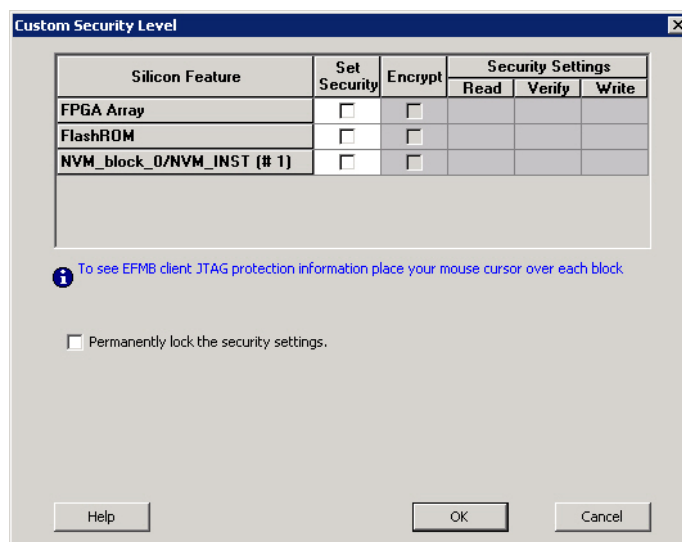 Custom Security Level
Silicon Feature
Set Security
Encrypt
Security Settings
Read Verify Write
FPGA Array
FlashROM
NVM_block_0/NVM_INST (# 1)
To see EFMB client JTAG protection information place your mouse cursor over each block
Permanently lock the security settings.
Help OK Cancel